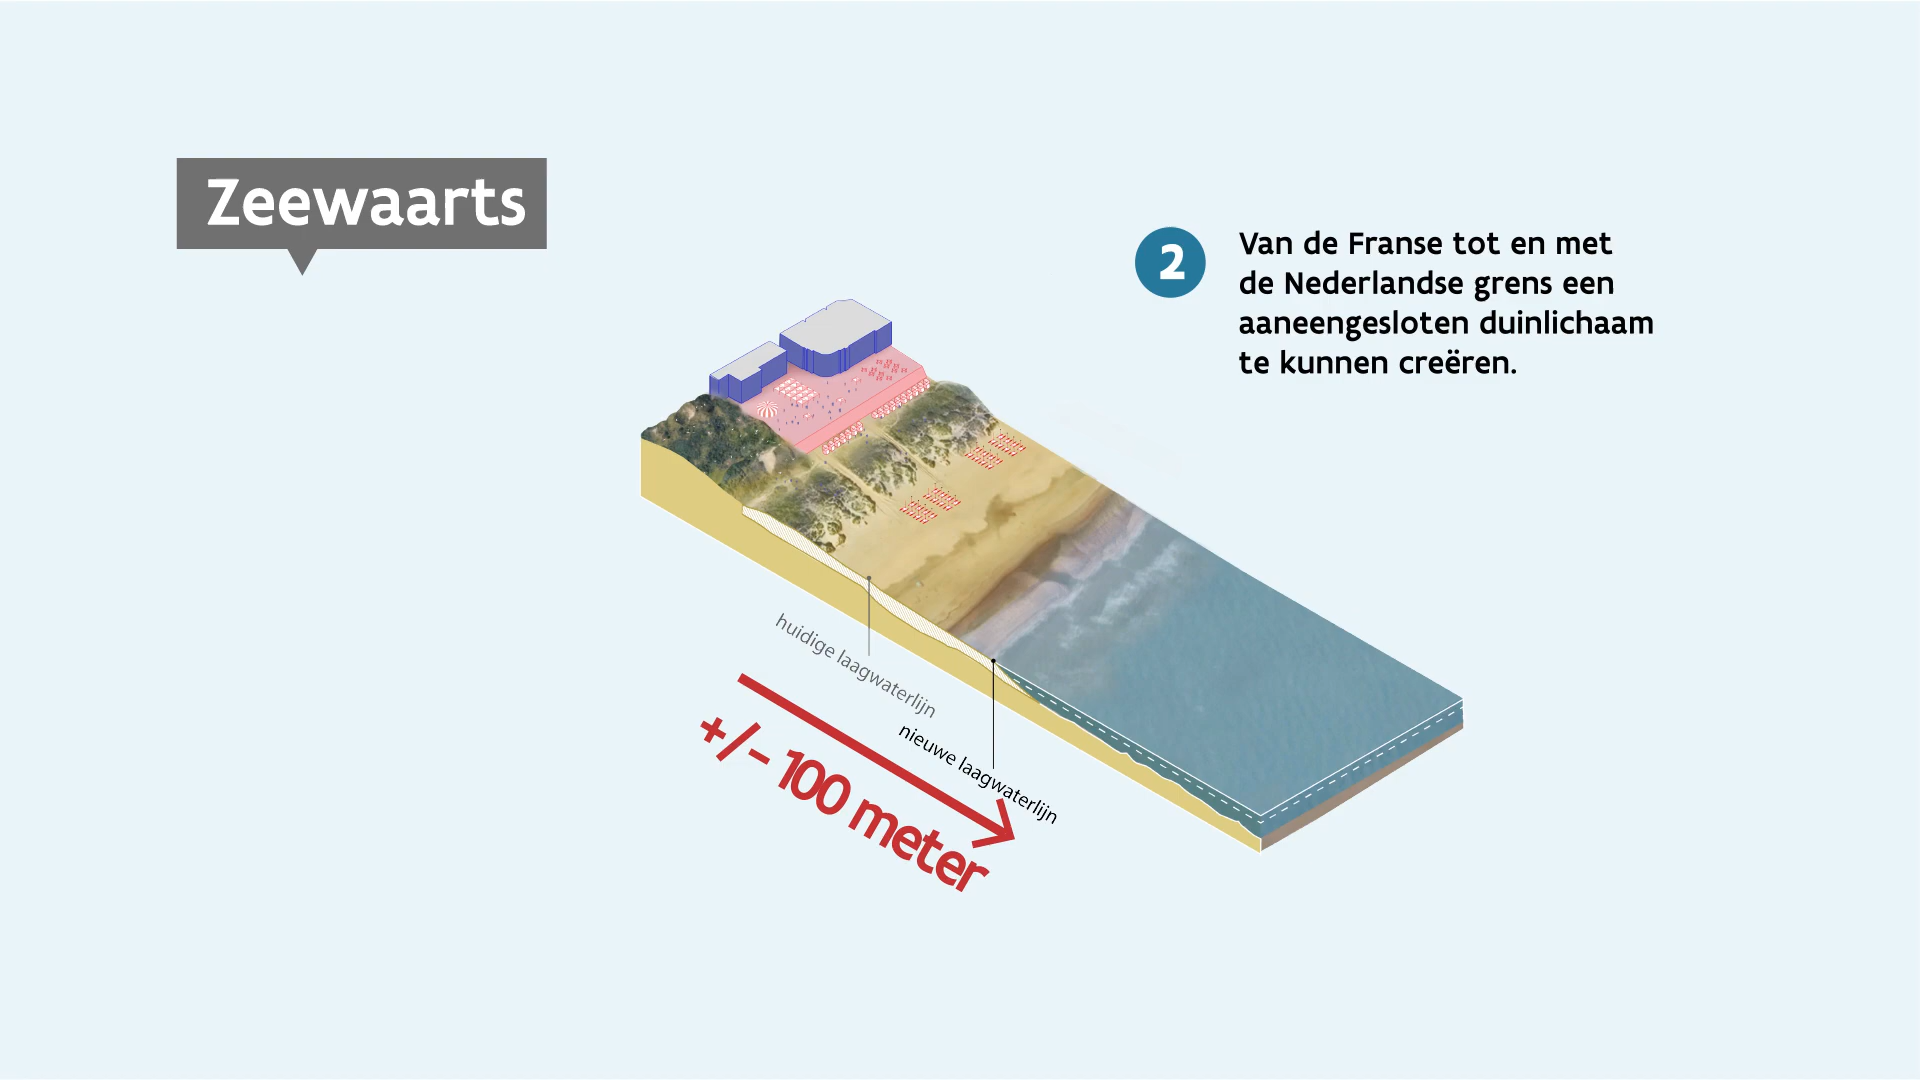 Zeewaarts
2
Van de Franse tot en met
de Nederlandse grens een
aaneengesloten duinlichaam
te kunnen creëren.
huidige laagwaterlijn
nieuwe laagwaterlijn
+/- 100 meter